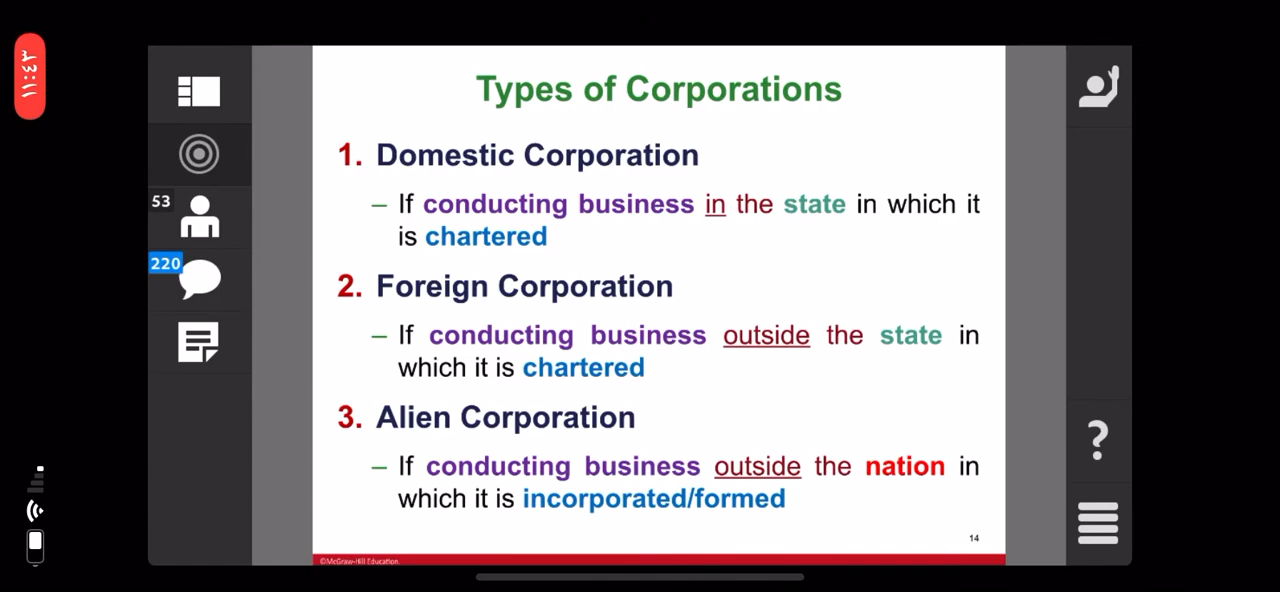 ١١:٤٣
Types of Corporations
1. Domestic Corporation
– If conducting business in the state in which it
is chartered
53
220
2. Foreign Corporation
– If conducting business outside the state in
which it is chartered
3. Alien Corporation
– If conducting business outside the nation in
which it is incorporated/formed
?
14
©McGraw-Hill Education.